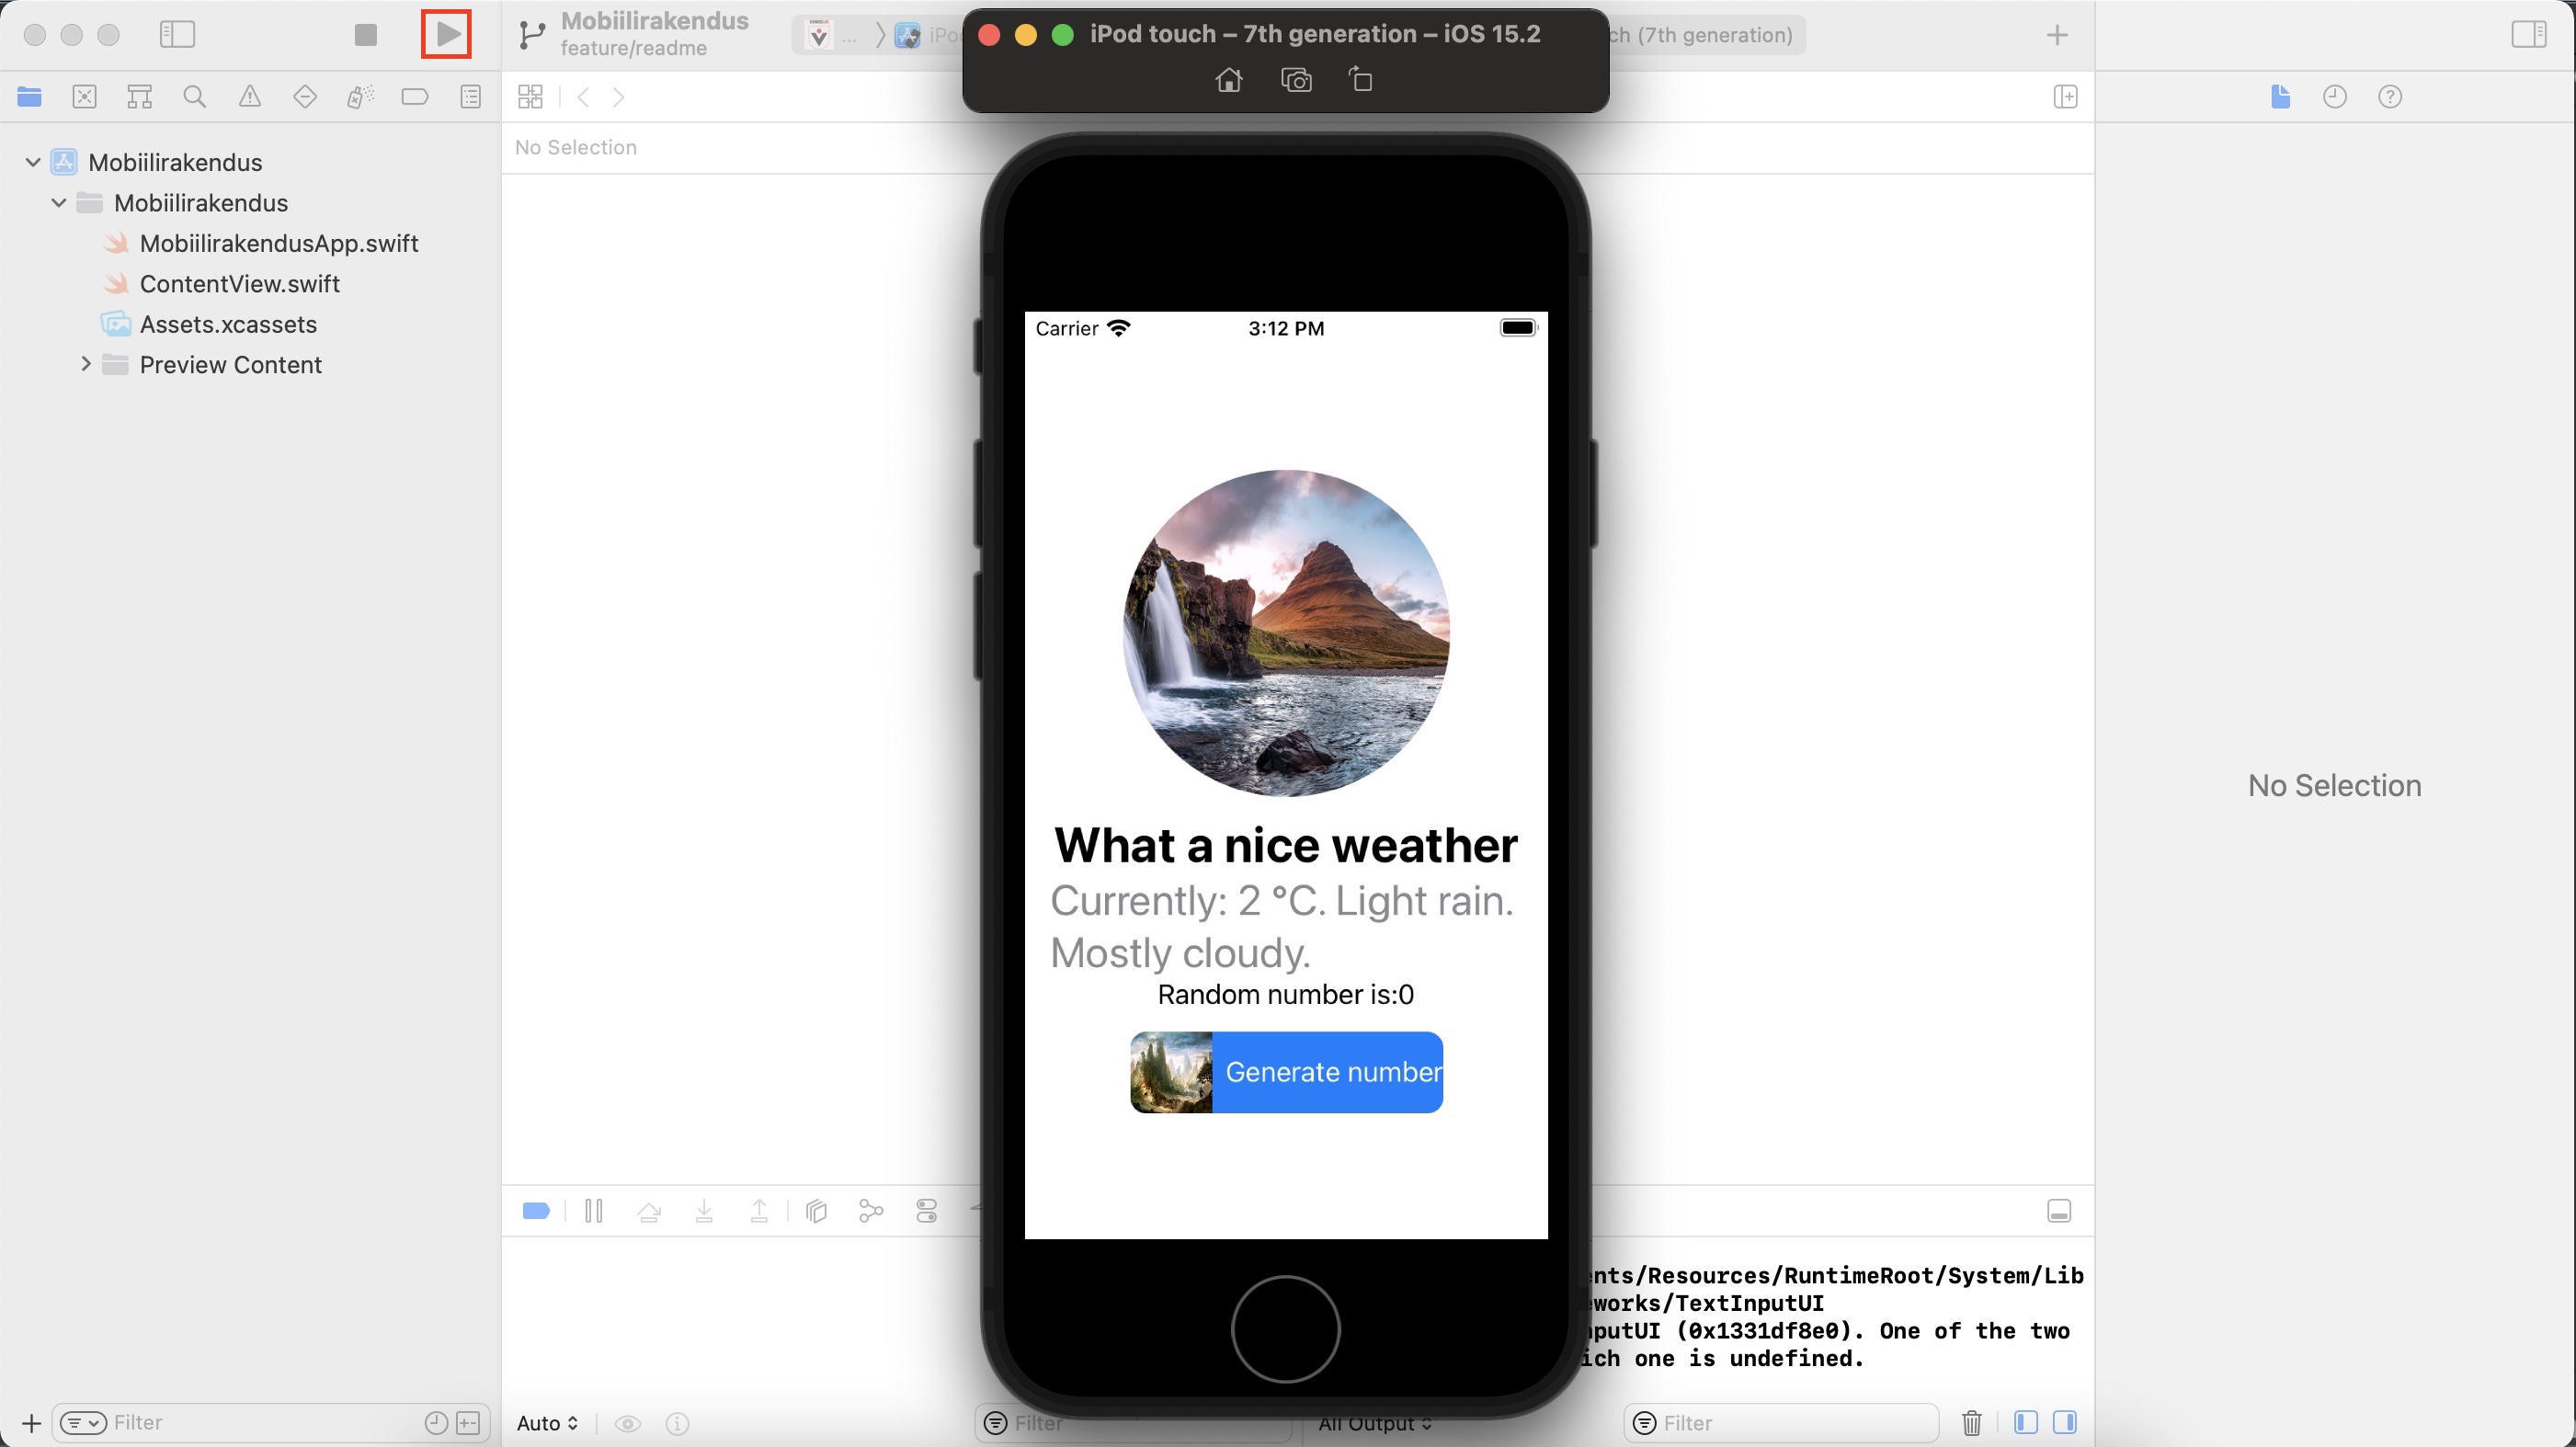 Mobiilirakendus
feature/readme
... iPo
ch (7th generation)
iPod touch – 7th generation – iOS 15.2
No Selection
Mobiilirakendus
Mobiilirakendus
MobiilirakendusApp.swift
ContentView.swift
Assets.xcassets
Preview Content
Carrier 3:12 PM
What a nice weather
Currently: 2 °C. Light rain.
Mostly cloudy.
Random number is:0
Generate number
No Selection
ents/Resources/RuntimeRoot/System/Lib
eworks/TextInputUI
nputUI (0x1331df8e0). One of the two
ich one is undefined.
Filter
Auto
Filter
All Output
Filter